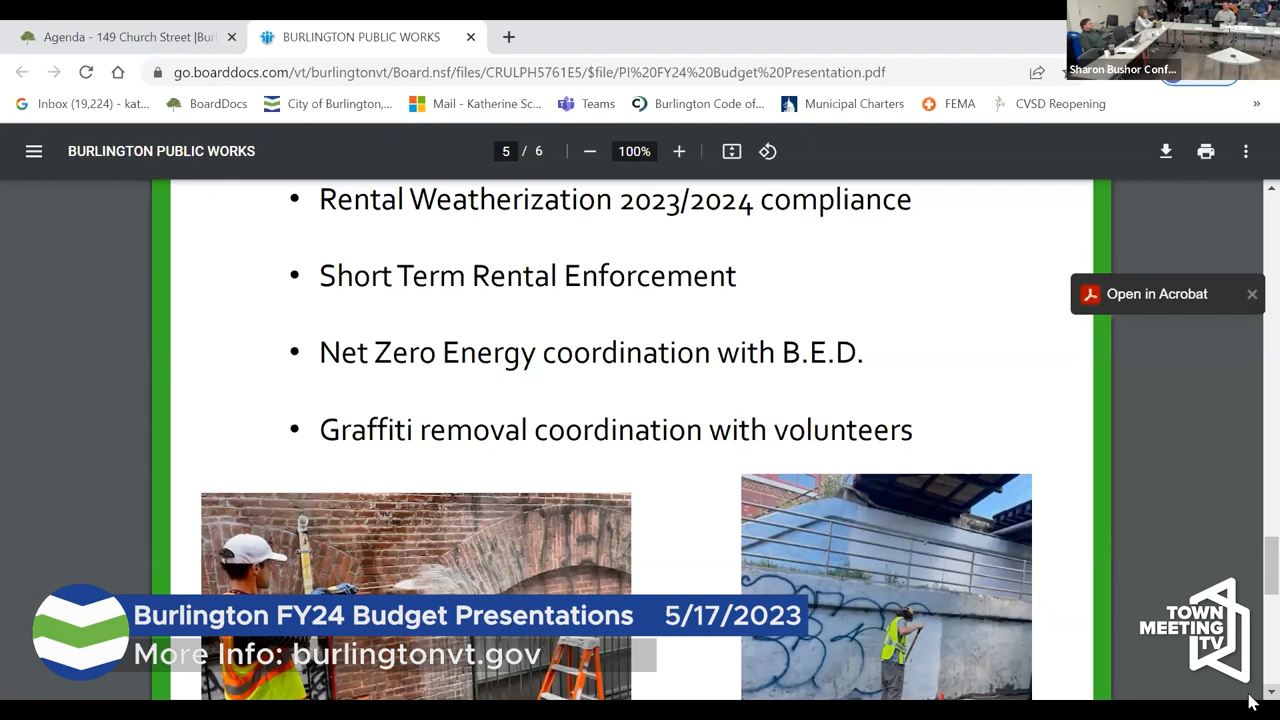 Agenda - 149 Church Street |Burl
BURLINGTON PUBLIC WORKS
go.boarddocs.com/vt/burlingtonvt/board.nsf/files/CRULPH5761E5/$file/PI%20FY24%20Budget%20Presentation.pdf
Sharon Bushor Conf...
Inbox (19,224) - kat...
BoardDocs
City of Burlington,...
Mail - Katherine Sc...
Teams
Burlington Code of...
Municipal Charters
FEMA
CVSD Reopening
»
BURLINGTON PUBLIC WORKS
5 / 6
100%
• Rental Weatherization 2023/2024 compliance
• Short Term Rental Enforcement
Open in Acrobat
• Net Zero Energy coordination with B.E.D.
• Graffiti removal coordination with volunteers
Burlington FY24 Budget Presentations 5/17/2023
More Info: burlingtonvt.gov
TOWN
MEETING
TV